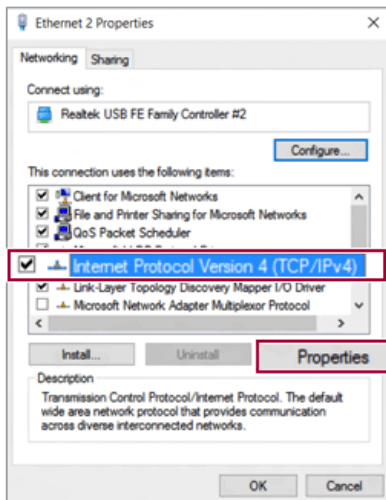 Ethernet 2 Properties
Networking Sharing
Connect using:
Realtek USB FE Family Controller #2
Configure...
This connection uses the following items:
Client for Microsoft Networks
File and Printer Sharing for Microsoft Networks
QoS Packet Scheduler
Internet Protocol Version 4 (TCP/IPv4)
Link-Layer Topology Discovery Mapper I/O Driver
Microsoft Network Adapter Multiplexor Protocol
Install... Uninstall Properties
Description
Transmission Control Protocol/Internet Protocol. The default
wide area network protocol that provides communication
across diverse interconnected networks.
OK Cancel